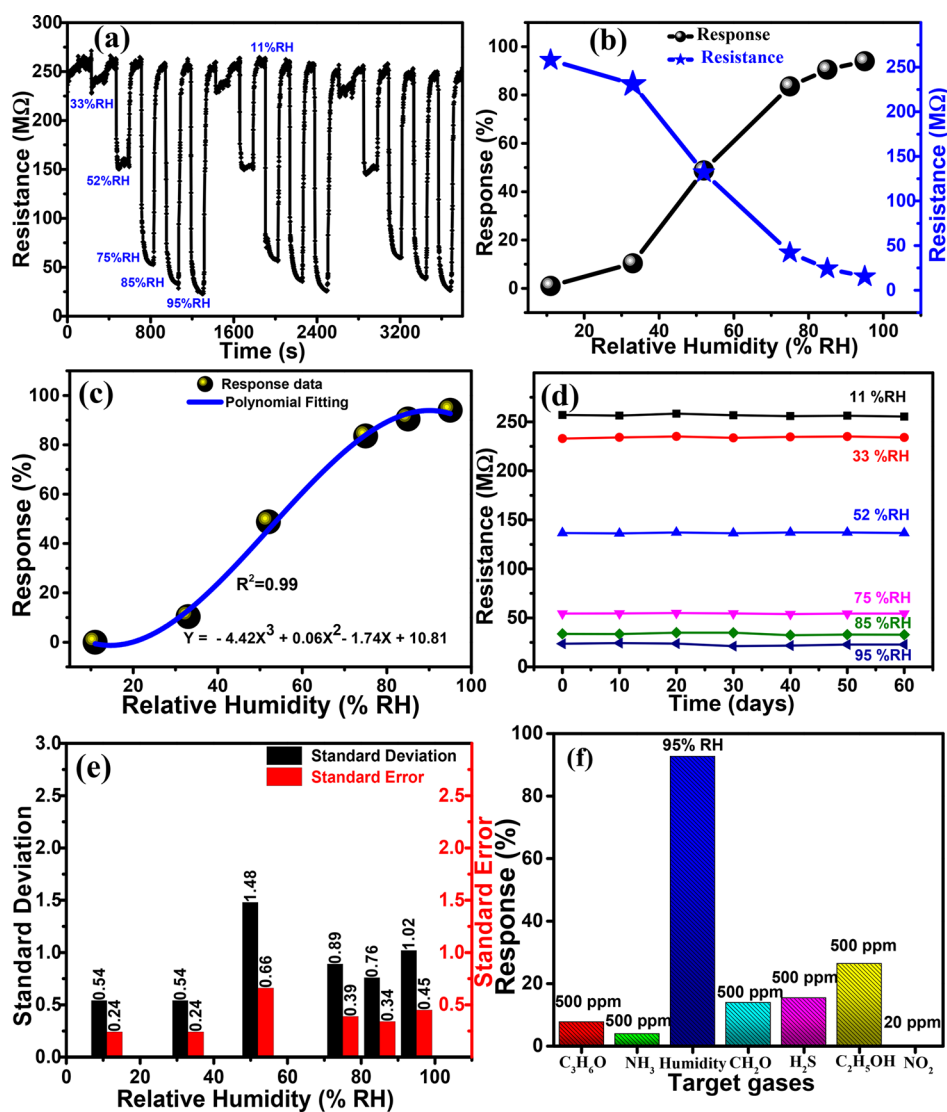 (a)
300
250
200
150
100
50
0
Resistance (MΩ)
11%RH
33%RH
52%RH
75%RH
85%RH
95%RH
0 800 1600 2400 3200
Time (s)
(b)
Response
Resistance
100
80
60
40
20
0
Response (%)
250
200
150
100
50
0
Resistance (MΩ)
20 40 60 80 100
Relative Humidity (% RH)
(c)
Response data
Polynomial Fitting
100
80
60
40
20
0
Response (%)
R²=0.99
Y = - 4.42X³ + 0.06X² - 1.74X + 10.81
20 40 60 80 100
Relative Humidity (% RH)
(d)
250
200
150
100
50
0
Resistance (MΩ)
11 %RH
33 %RH
52 %RH
75 %RH
85 %RH
95 %RH
0 10 20 30 40 50 60
Time (days)
(e)
Standard Deviation
Standard Error
3.0
2.5
2.0
1.5
1.0
0.5
0.0
Standard Deviation
2.5
2.0
1.5
1.0
0.5
Standard Error
0.54 0.24
0.54 0.24
1.48 0.66
0.89 0.39
0.76 0.34
1.02 0.45
0 20 40 60 80 100
Relative Humidity (% RH)
(f)
100
80
60
40
20
0
Response (%)
95% RH
500 ppm
500 ppm
500 ppm
500 ppm
500 ppm
20 ppm
C₃H₆O NH₃ Humidity CH₂O H₂S C₂H₅OH NO₂
Target gases